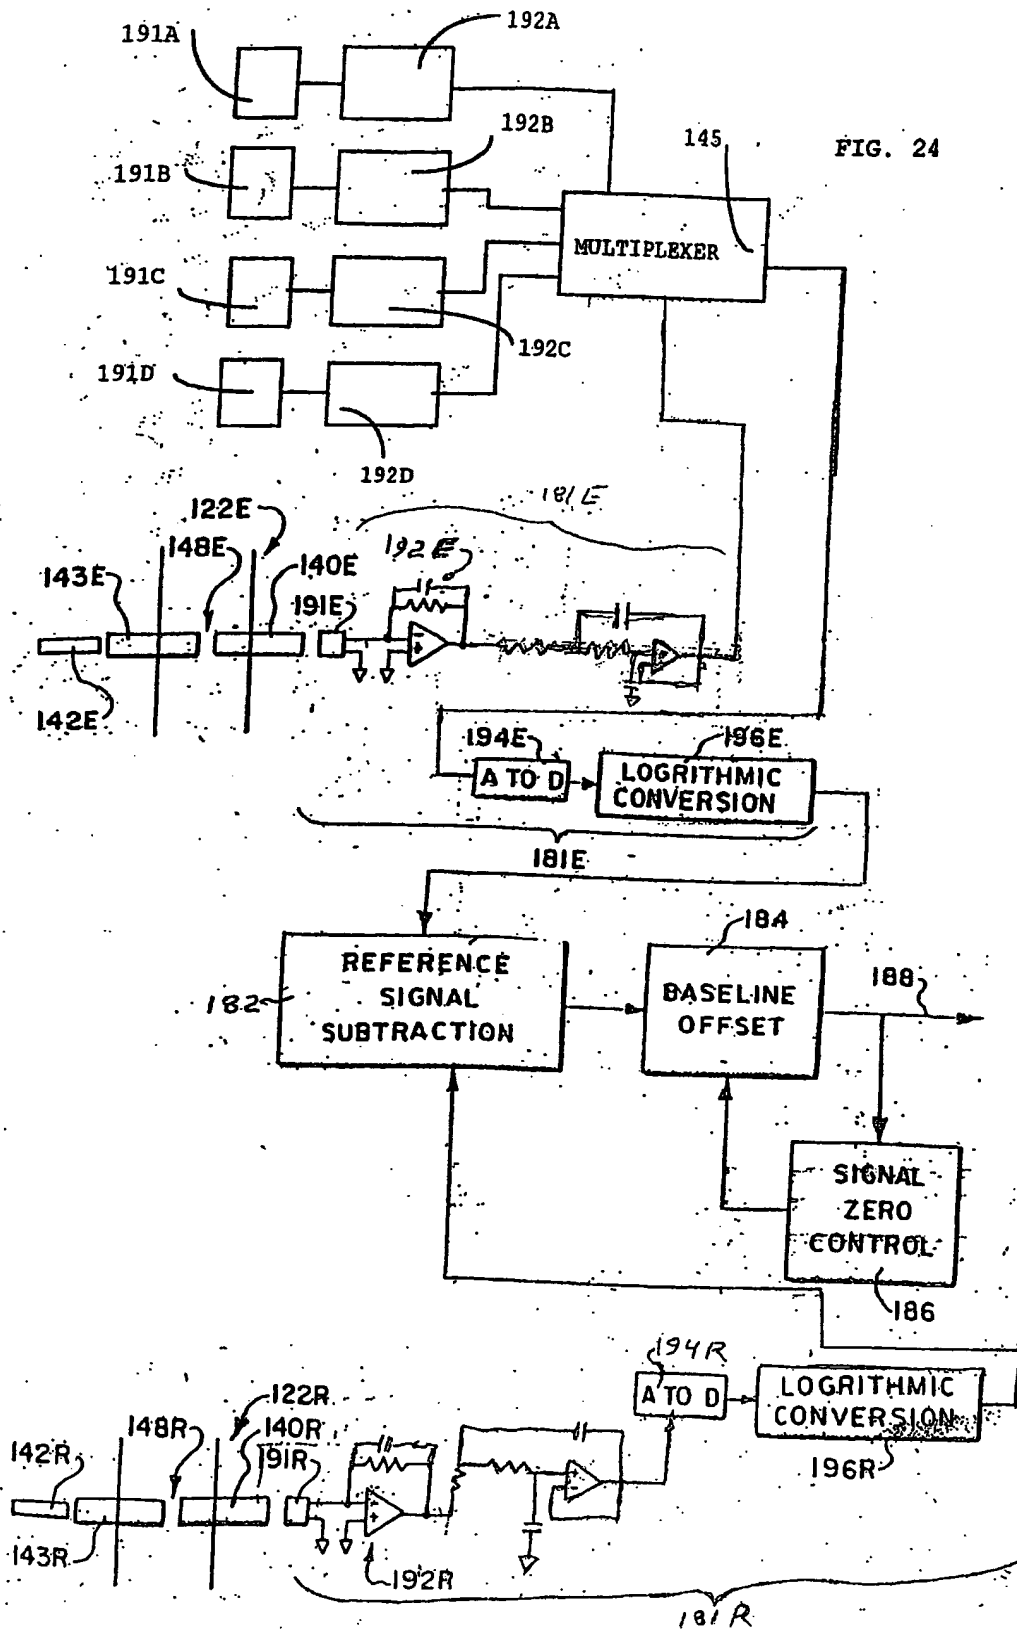 192A
191A
192B
145
FIG. 24
191B
MULTIPLEXER
191C
192C
191D
192D
181E
122E
148E
192E
143E
140E
191E
142E
194E
196E
A TO D
LOGRITHMIC
CONVERSION
181E
184
REFERENCE
SIGNAL
SUBTRACTION
182
BASELINE
OFFSET
188
SIGNAL
ZERO
CONTROL
186
194R
A TO D
LOGRITHMIC
CONVERSION
196R
122R
148R
140R
142R
191R
143R
192R
181R